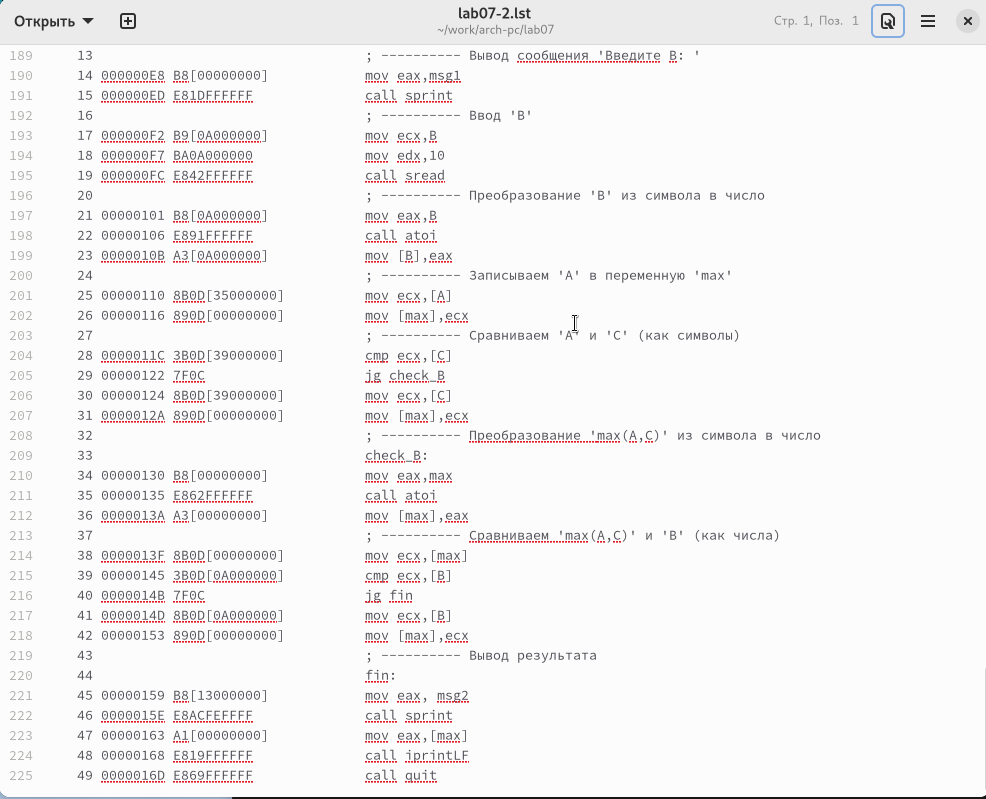 Открыть
lab07-2.lst
~/work/arch-pc/lab07
Стр. 1, Поз. 1
189 13 ; ---------- Вывод сообщения 'Введите B: '
190 14 000000E8 B8[00000000] mov eax,msg1
191 15 000000ED E81DFFFFFF call sprint
192 16 ; ---------- Ввод 'B'
193 17 000000F2 B9[0A000000] mov ecx,B
194 18 000000F7 BA0A000000 mov edx,10
195 19 000000FC E842FFFFFF call sread
196 20 ; ---------- Преобразование 'B' из символа в число
197 21 00000101 B8[0A000000] mov eax,B
198 22 00000106 E891FFFFFF call atoi
199 23 0000010B A3[0A000000] mov [B],eax
200 24 ; ---------- Записываем 'A' в переменную 'max'
201 25 00000110 8B0D[35000000] mov ecx,[A]
202 26 00000116 890D[00000000] mov [max],ecx
203 27 ; ---------- Сравниваем 'A' и 'C' (как символы)
204 28 0000011C 3B0D[39000000] cmp ecx,[C]
205 29 00000122 7F0C jg check_B
206 30 00000124 8B0D[39000000] mov ecx,[C]
207 31 0000012A 890D[00000000] mov [max],ecx
208 32 ; ---------- Преобразование 'max(A,C)' из символа в число
209 33 check_B:
210 34 00000130 B8[00000000] mov eax,max
211 35 00000135 E862FFFFFF call atoi
212 36 0000013A A3[00000000] mov [max],eax
213 37 ; ---------- Сравниваем 'max(A,C)' и 'B' (как числа)
214 38 0000013F 8B0D[00000000] mov ecx,[max]
215 39 00000145 3B0D[0A000000] cmp ecx,[B]
216 40 0000014B 7F0C jg fin
217 41 0000014D 8B0D[0A000000] mov ecx,[B]
218 42 00000153 890D[00000000] mov [max],ecx
219 43 ; ---------- Вывод результата
220 44 fin:
221 45 00000159 B8[13000000] mov eax, msg2
222 46 0000015E E8ACFEFFFF call sprint
223 47 00000163 A1[00000000] mov eax,[max]
224 48 00000168 E819FFFFFF call iprintLF
225 49 0000016D E869FFFFFF call quit